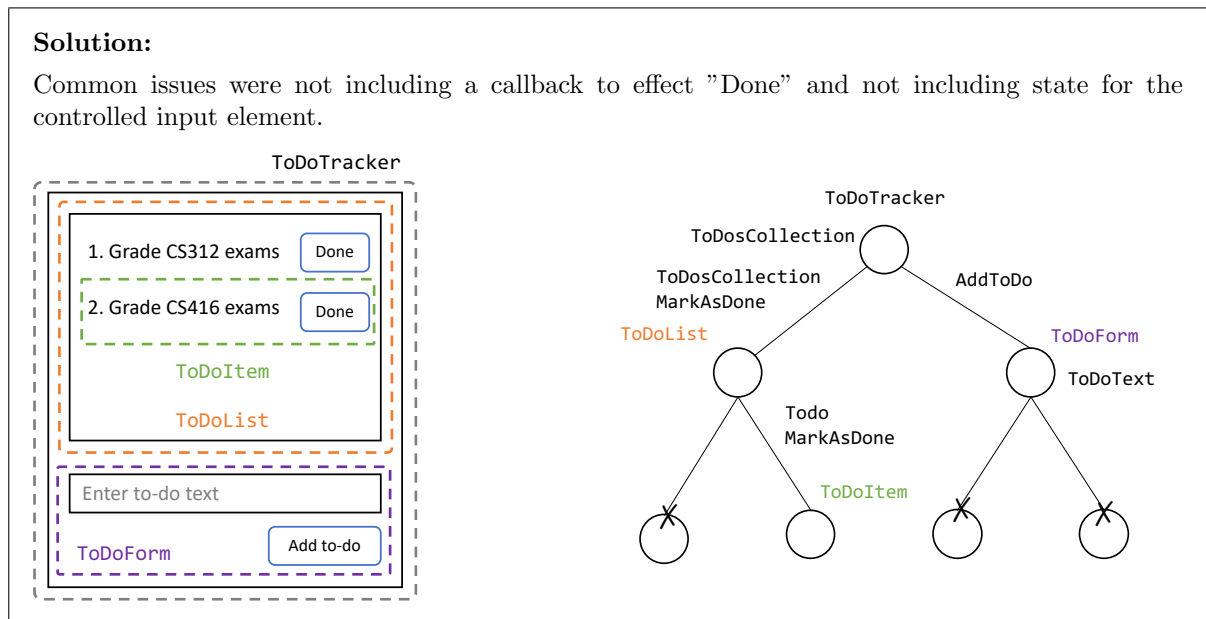 Solution:
Common issues were not including a callback to effect ”Done” and not including state for the
controlled input element.
ToDoTracker
1. Grade CS312 exams
Done
2. Grade CS416 exams
Done
ToDoItem
ToDoList
Enter to-do text
ToDoForm
Add to-do
ToDoTracker
ToDosCollection
ToDosCollection
MarkAsDone
AddToDo
ToDoList
ToDoForm
ToDoText
Todo
MarkAsDone
ToDoItem
X
X
X